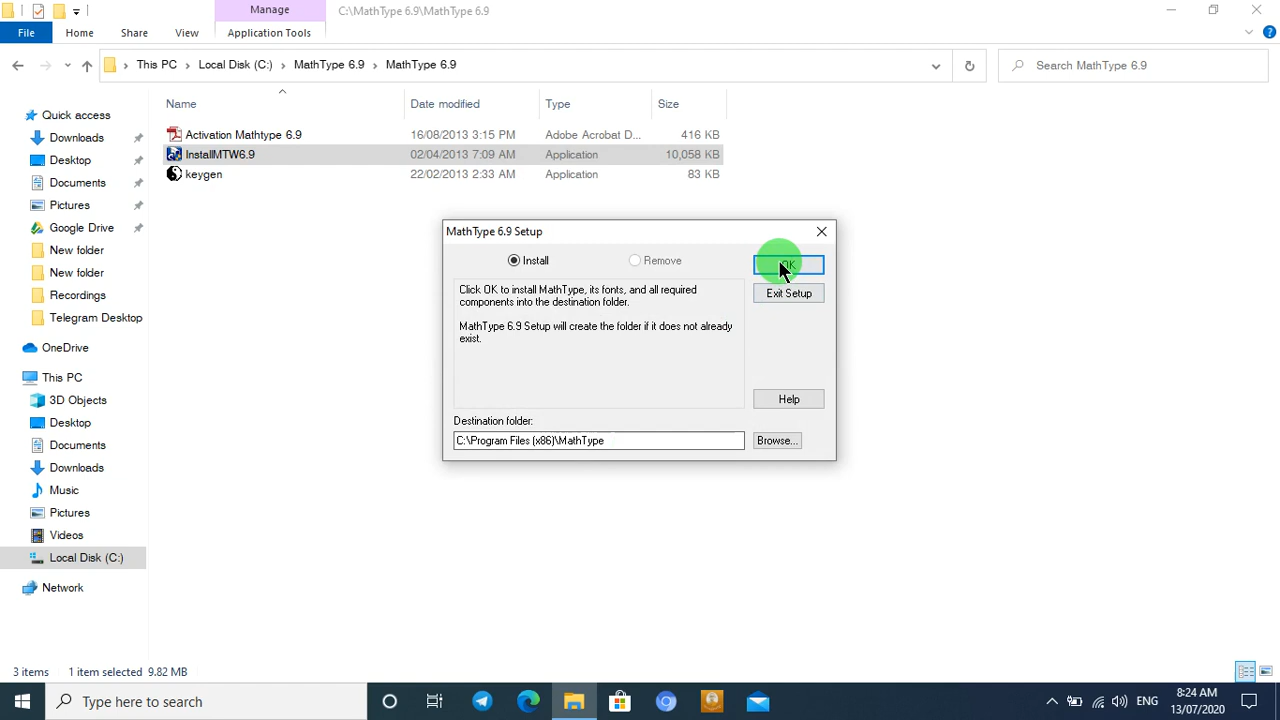 Manage
C:\MathType 6.9\MathType 6.9
File
Home
Share
View
Application Tools
This PC
Local Disk (C:)
MathType 6.9
MathType 6.9
Search MathType 6.9
Name
Date modified
Type
Size
Activation Mathtype 6.9
16/08/2013 3:15 PM
Adobe Acrobat D...
416 KB
InstallMTW6.9
02/04/2013 7:09 AM
Application
10,058 KB
keygen
22/02/2013 2:33 AM
Application
83 KB
Quick access
Downloads
Desktop
Documents
Pictures
Google Drive
New folder
New folder
Recordings
Telegram Desktop
OneDrive
This PC
3D Objects
Desktop
Documents
Downloads
Music
Pictures
Videos
Local Disk (C:)
Network
MathType 6.9 Setup
Install
Remove
OK
Click OK to install MathType, its fonts, and all required
components into the destination folder.
MathType 6.9 Setup will create the folder if it does not already
exist.
Exit Setup
Help
Destination folder:
C:\Program Files (x86)\MathType
Browse...
3 items
1 item selected 9.82 MB
Type here to search
ENG
8:24 AM
13/07/2020